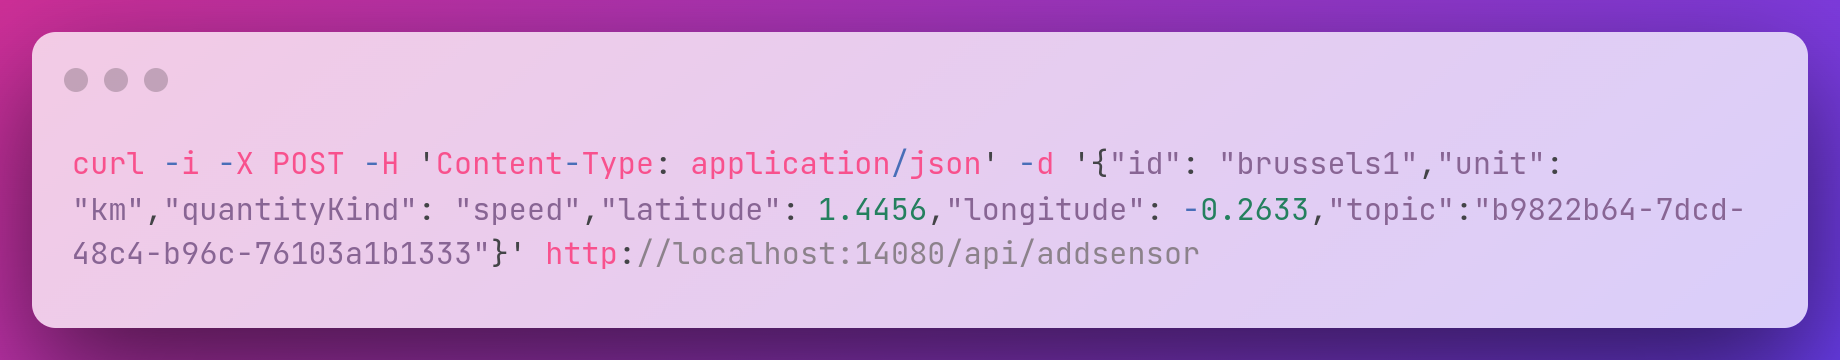 curl -i -X POST -H 'Content-Type: application/json' -d '{"id": "brussels1","unit":
"km","quantityKind": "speed","latitude": 1.4456,"longitude": -0.2633,"topic":"b9822b64-7dcd-
48c4-b96c-76103a1b1333"}' http://localhost:14080/api/addsensor